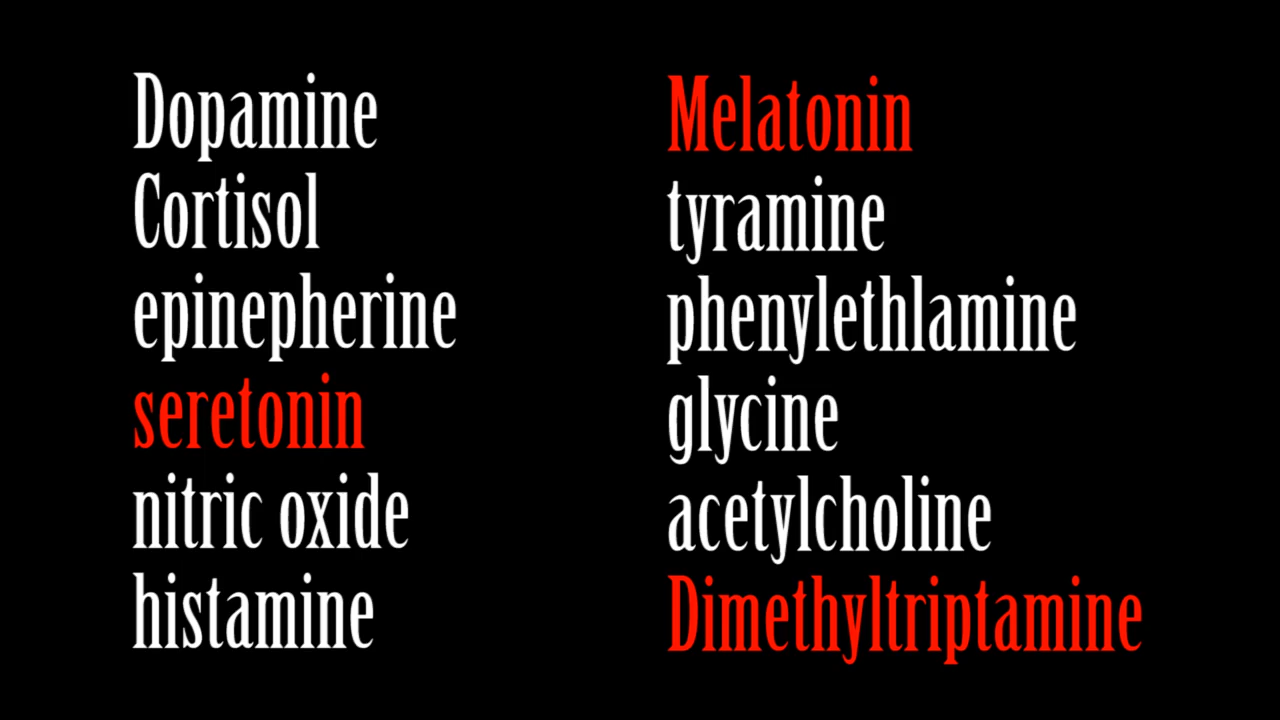 Dopamine
Cortisol
epinepherine
seretonin
nitric oxide
histamine
Melatonin
tyramine
phenylethlamine
glycine
acetylcholine
Dimethyltriptamine